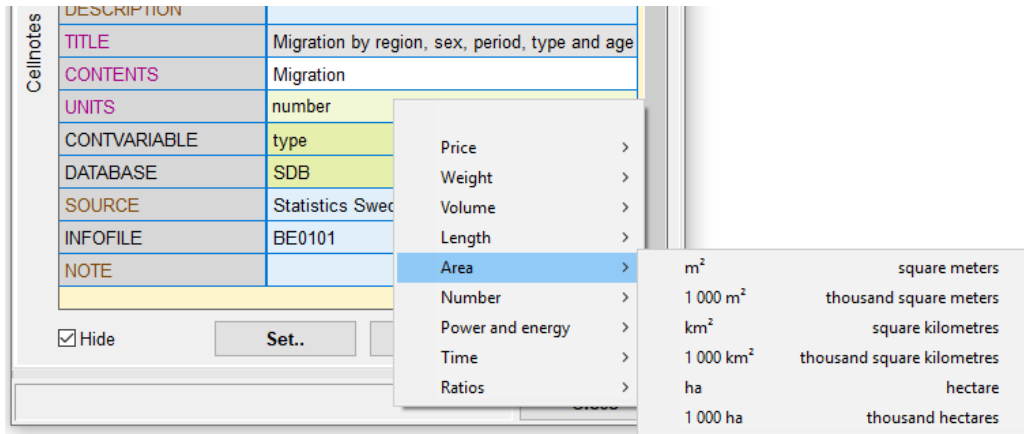 Cellnotes
DESCRIPTION
TITLE Migration by region, sex, period, type and age
CONTENTS Migration
UNITS number
CONTVARIABLE type
DATABASE SDB
SOURCE Statistics Swed
INFOFILE BE0101
NOTE
Hide Set..
Price
Weight
Volume
Length
Area
Number
Power and energy
Time
Ratios
m² square meters
1 000 m² thousand square meters
km² square kilometres
1 000 km² thousand square kilometres
ha hectare
1 000 ha thousand hectares